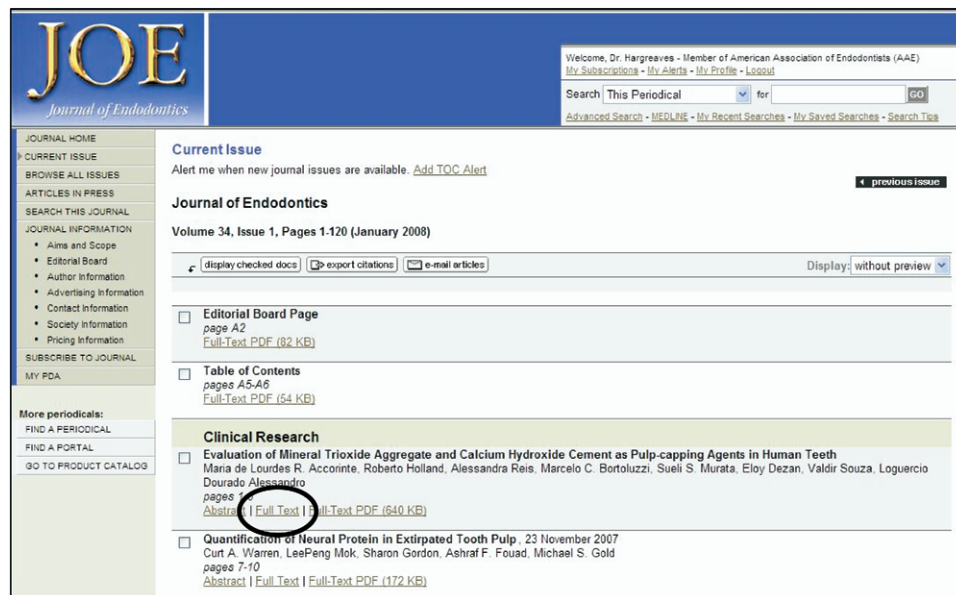 JOE
Journal of Endodontics
Welcome, Dr. Hargreaves - Member of American Association of Endodontists (AAE)
My Subscriptions - My Alerts - My Profile - Logout
Search This Periodical for GO
Advanced Search - MEDLINE - My Recent Searches - My Saved Searches - Search Tips
JOURNAL HOME
CURRENT ISSUE
BROWSE ALL ISSUES
ARTICLES IN PRESS
SEARCH THIS JOURNAL
JOURNAL INFORMATION
• Aims and Scope
• Editorial Board
• Author Information
• Advertising Information
• Contact Information
• Society Information
• Pricing Information
SUBSCRIBE TO JOURNAL
MY PDA
More periodicals:
FIND A PERIODICAL
FIND A PORTAL
GO TO PRODUCT CATALOG
Current Issue
Alert me when new journal issues are available. Add TOC Alert
previous issue
Journal of Endodontics
Volume 34, Issue 1, Pages 1-120 (January 2008)
display checked docs export citations e-mail articles Display: without preview
Editorial Board Page
page A2
Full-Text PDF (82 KB)
Table of Contents
pages A5-A6
Full-Text PDF (54 KB)
Clinical Research
Evaluation of Mineral Trioxide Aggregate and Calcium Hydroxide Cement as Pulp-capping Agents in Human Teeth
Maria de Lourdes R. Accorinte, Roberto Holland, Alessandra Reis, Marcelo C. Bortoluzzi, Sueli S. Murata, Eloy Dezan, Valdir Souza, Loguercio
Dourado Alessandro
pages 1-6
Abstract | Full Text | Full-Text PDF (640 KB)
Quantification of Neural Protein in Extirpated Tooth Pulp , 23 November 2007
Curt A. Warren, LeePeng Mok, Sharon Gordon, Ashraf F. Fouad, Michael S. Gold
pages 7-10
Abstract | Full Text | Full-Text PDF (172 KB)